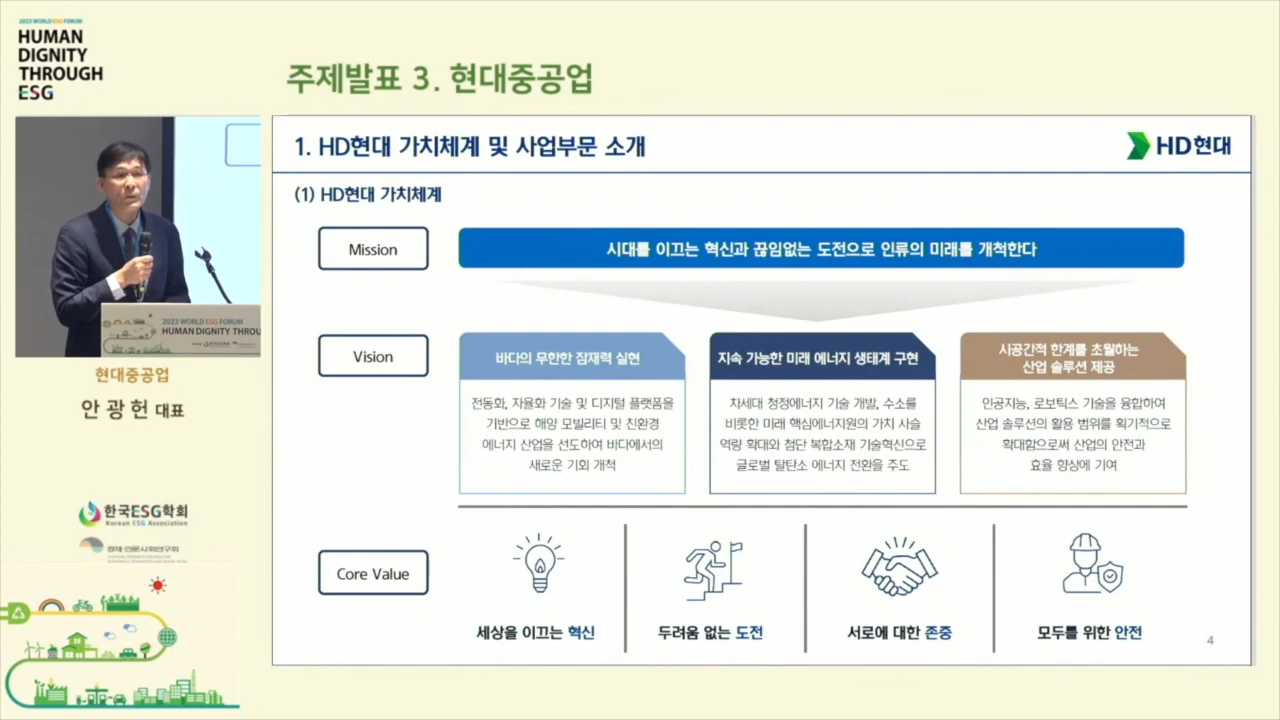 2023 WORLD ESG FORUM
HUMAN
DIGNITY
THROUGH
ESG
주제발표 3. 현대중공업
1. HD현대 가치체계 및 사업부문 소개
HD현대
(1) HD현대 가치체계
Mission
시대를 이끄는 혁신과 끊임없는 도전으로 인류의 미래를 개척한다
Vision
바다의 무한한 잠재력 실현
전동화, 자율화 기술 및 디지털 플랫폼을
기반으로 해양 모빌리티 및 친환경
에너지 산업을 선도하여 바다에서의
새로운 기회 개척
지속 가능한 미래 에너지 생태계 구현
차세대 청정에너지 기술 개발, 수소를
비롯한 미래 핵심에너지원의 가치 사슬
역량 확대와 첨단 복합소재 기술혁신으로
글로벌 탈탄소 에너지 전환을 주도
시공간적 한계를 초월하는
산업 솔루션 제공
인공지능, 로보틱스 기술을 융합하여
산업 솔루션의 활용 범위를 획기적으로
확대함으로써 산업의 안전과
효율 향상에 기여
Core Value
세상을 이끄는 혁신
두려움 없는 도전
서로에 대한 존중
모두를 위한 안전
4
2023 WORLD ESG FORUM
HUMAN DIGNITY THROU
현대중공업
안광헌 대표
한국ESG학회
Korean ESG Association
경제·인문사회연구회